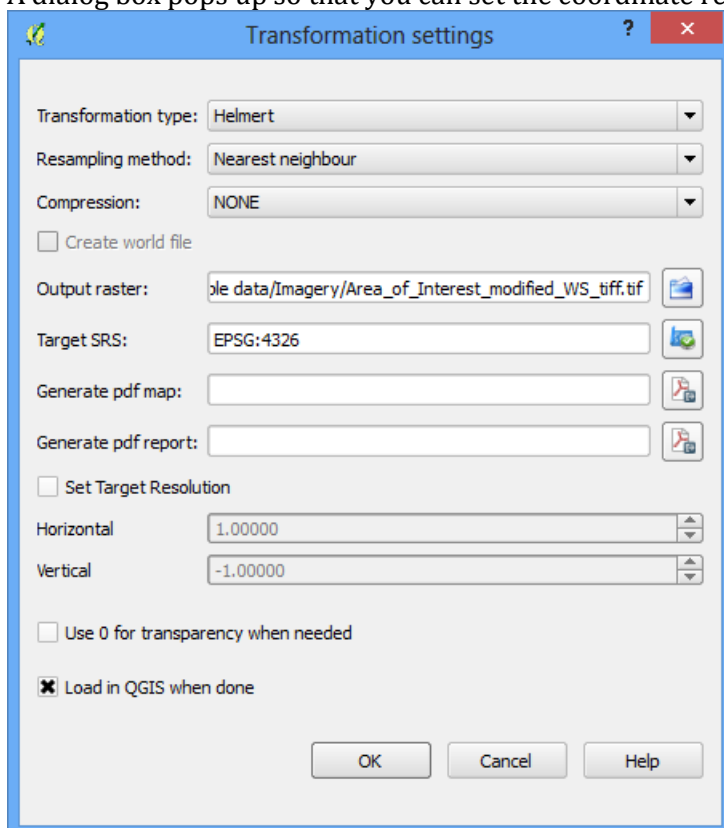 A dialog box pops up so that you can set the coordinate re
Transformation settings ? ×
Transformation type: Helmert
Resampling method: Nearest neighbour
Compression: NONE
Create world file
Output raster: ple data/Imagery/Area_of_Interest_modified_WS_tiff.tif
Target SRS: EPSG:4326
Generate pdf map:
Generate pdf report:
Set Target Resolution
Horizontal 1.00000
Vertical -1.00000
Use 0 for transparency when needed
Load in QGIS when done
OK Cancel Help